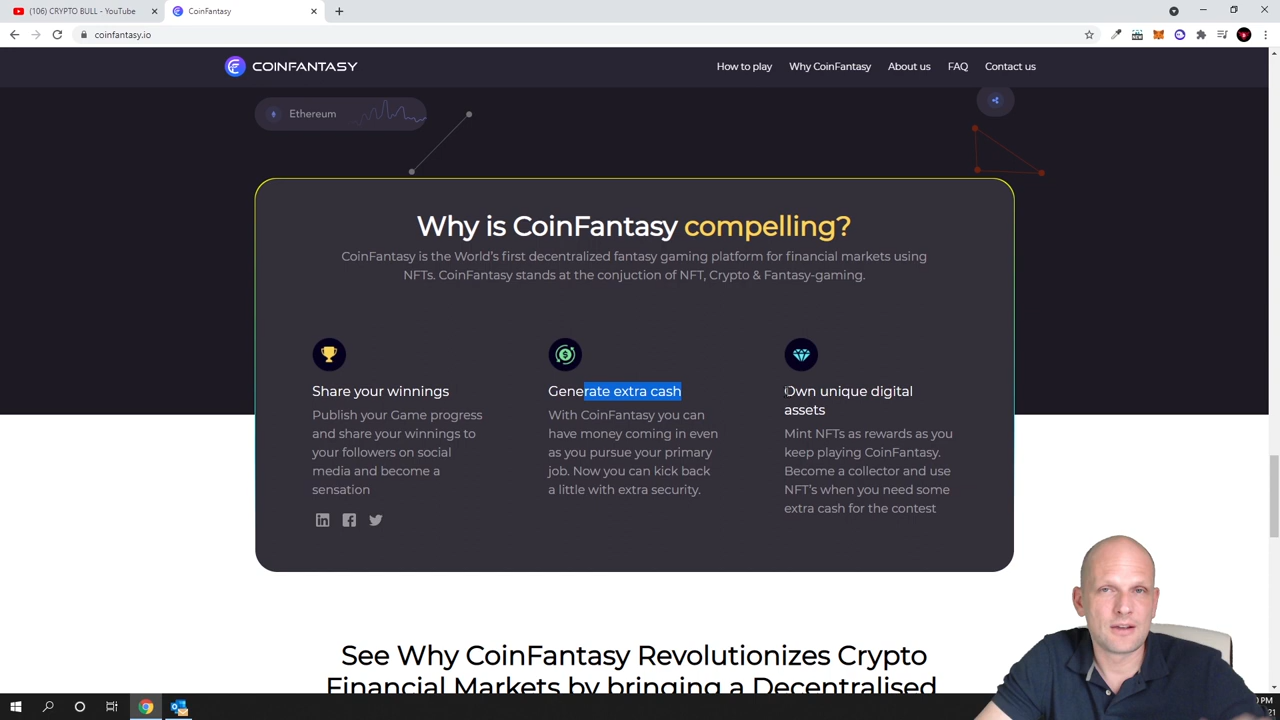 (106) CRYPTO BULL - YouTube
CoinFantasy
coinfantasy.io
COINFANTASY
How to play
Why CoinFantasy
About us
FAQ
Contact us
Ethereum
Why is CoinFantasy compelling?
CoinFantasy is the World's first decentralized fantasy gaming platform for financial markets using
NFTs. CoinFantasy stands at the conjuction of NFT, Crypto & Fantasy-gaming.
Share your winnings
Publish your Game progress
and share your winnings to
your followers on social
media and become a
sensation
Generate extra cash
With CoinFantasy you can
have money coming in even
as you pursue your primary
job. Now you can kick back
a little with extra security.
Own unique digital
assets
Mint NFTs as rewards as you
keep playing CoinFantasy.
Become a collector and use
NFT's when you need some
extra cash for the contest
See Why CoinFantasy Revolutionizes Crypto
Financial Markets by bringing a Decentralised